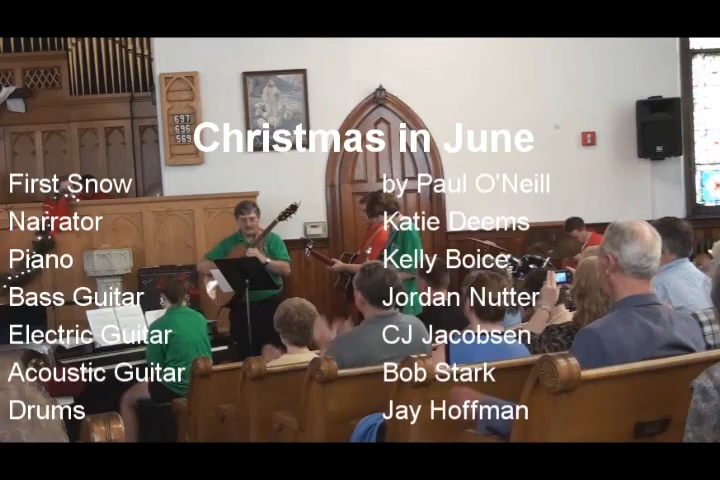 697
696
569
Christmas in June
First Snow by Paul O'Neill
Narrator Katie Deems
Piano Kelly Boice
Bass Guitar Jordan Nutter
Electric Guitar CJ Jacobsen
Acoustic Guitar Bob Stark
Drums Jay Hoffman